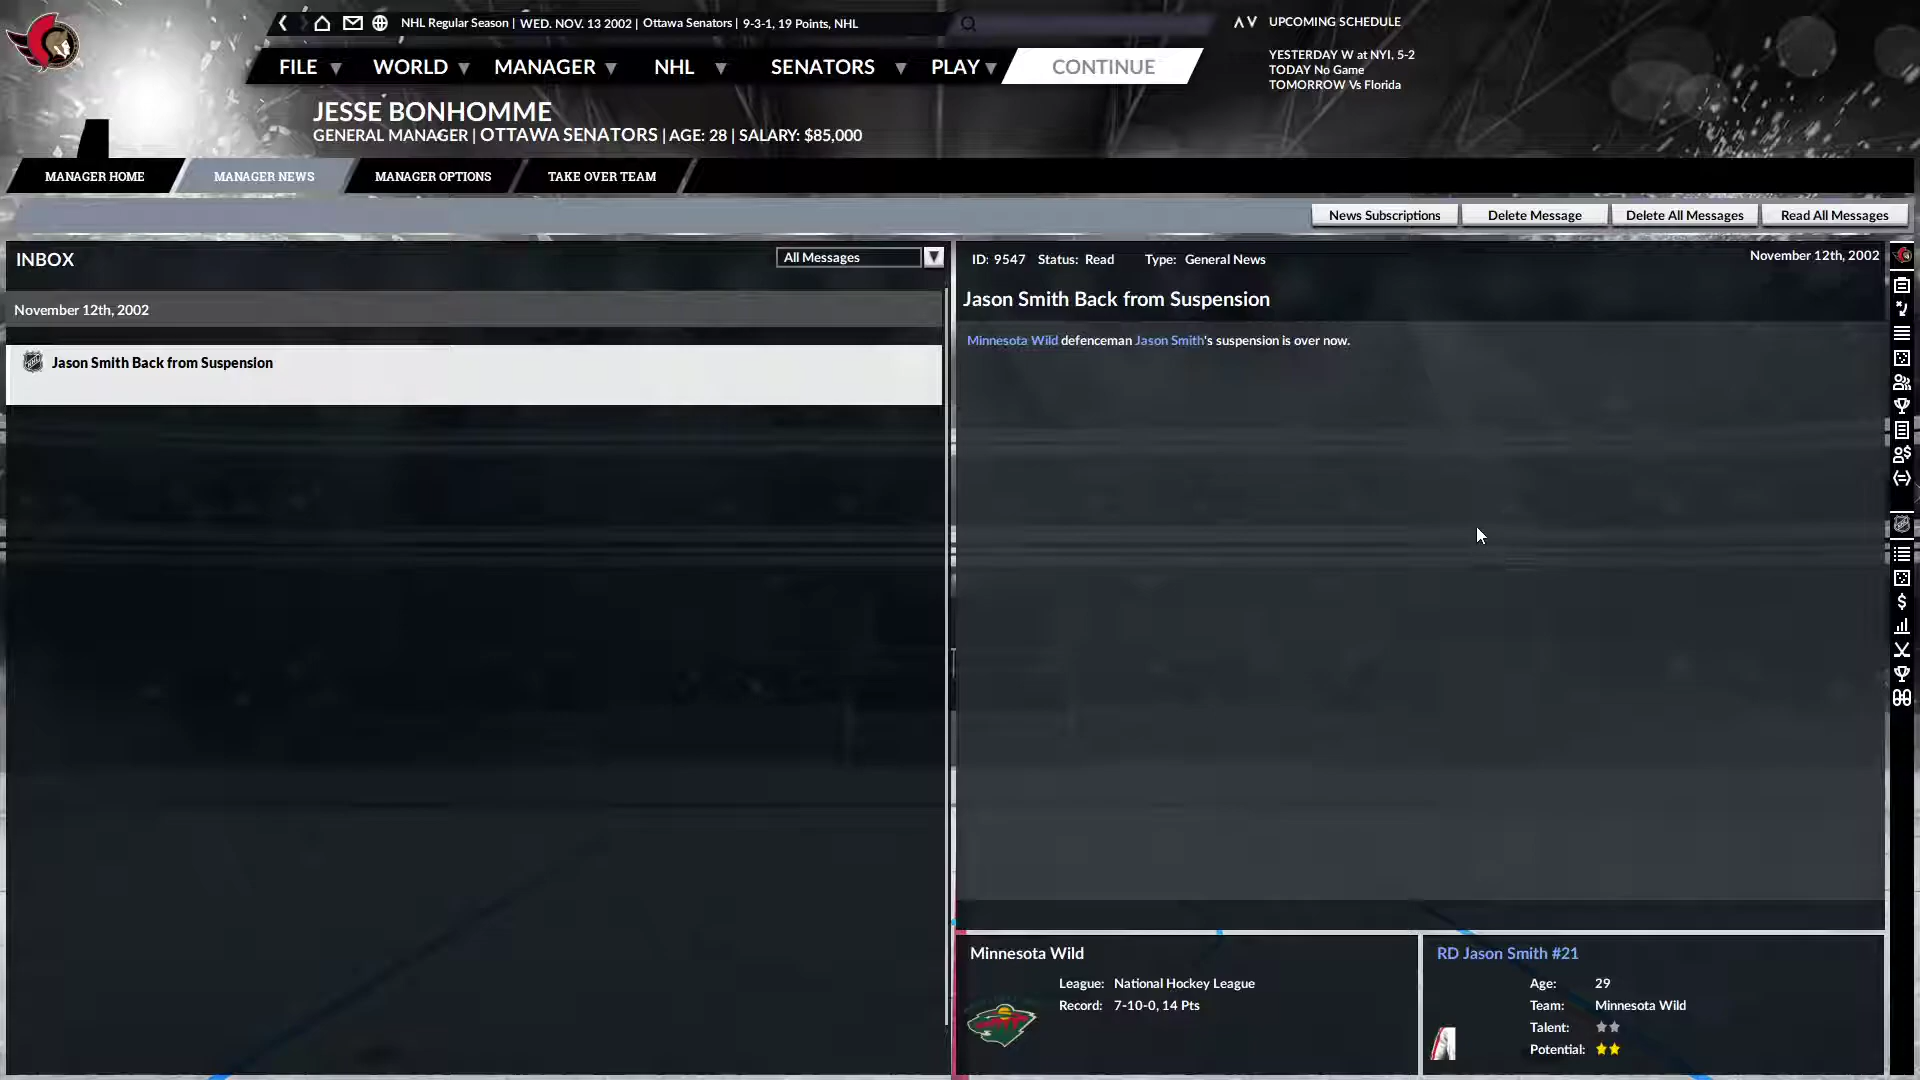 NHL Regular Season | WED. NOV. 13 2002 | Ottawa Senators | 9-3-1, 19 Points, NHL
UPCOMING SCHEDULE
YESTERDAY W at NYI, 5-2
TODAY No Game
TOMORROW Vs Florida
FILE WORLD MANAGER NHL SENATORS PLAY CONTINUE
JESSE BONHOMME
GENERAL MANAGER | OTTAWA SENATORS | AGE: 28 | SALARY: $85,000
MANAGER HOME MANAGER NEWS MANAGER OPTIONS TAKE OVER TEAM
News Subscriptions Delete Message Delete All Messages Read All Messages
INBOX All Messages
November 12th, 2002
Jason Smith Back from Suspension
ID: 9547 Status: Read Type: General News November 12th, 2002
Jason Smith Back from Suspension
Minnesota Wild defenceman Jason Smith's suspension is over now.
Minnesota Wild
League: National Hockey League
Record: 7-10-0, 14 Pts
RD Jason Smith #21
Age: 29
Team: Minnesota Wild
Talent:
Potential: